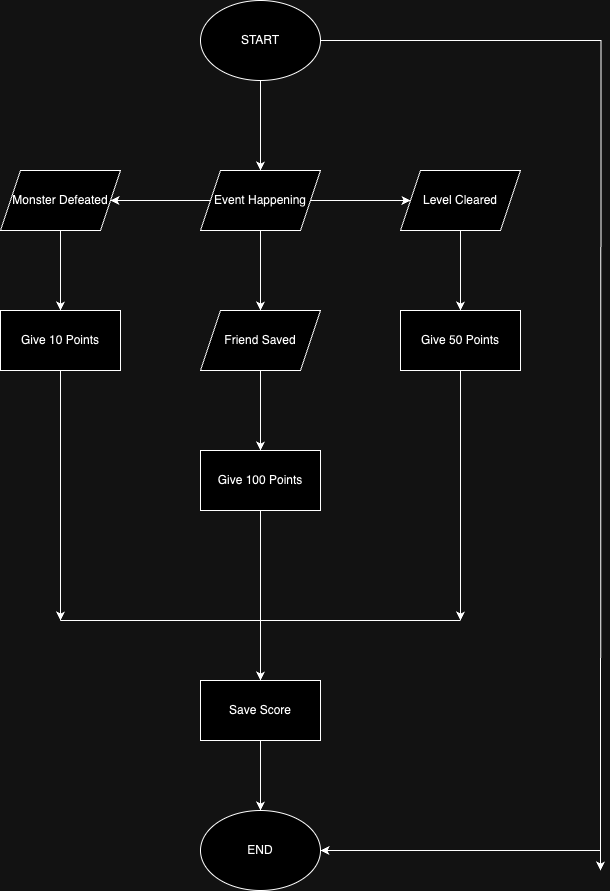 START
Monster Defeated
Event Happening
Level Cleared
Give 10 Points
Friend Saved
Give 50 Points
Give 100 Points
Save Score
END